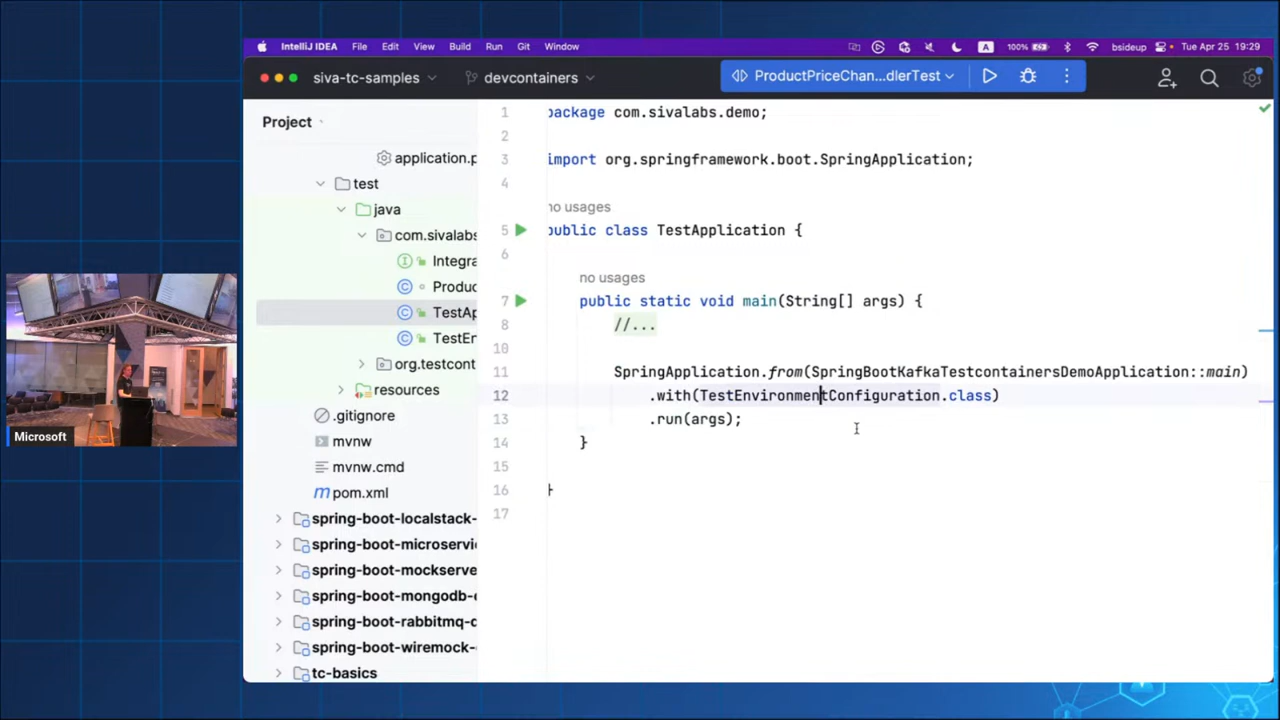 IntelliJ IDEA File Edit View Build Run Git Window A 100% bsideup Tue Apr 25 19:29
siva-tc-samples devcontainers ProductPriceChan...dlerTest
Project
application.p
test
java
com.sivalabs
Integra
Produc
TestAp
TestEn
org.testcont
resources
.gitignore
mvnw
mvnw.cmd
pom.xml
spring-boot-localstack-
spring-boot-microservic
spring-boot-mockserve
spring-boot-mongodb-
spring-boot-rabbitmq-
spring-boot-wiremock-
tc-basics
1 package com.sivalabs.demo;
2
3 import org.springframework.boot.SpringApplication;
4
no usages
5 public class TestApplication {
6
no usages
7 public static void main(String[] args) {
8 //...
10
11 SpringApplication.from(SpringBootKafkaTestcontainersDemoApplication::main)
12 .with(TestEnvironmentConfiguration.class)
13 .run(args);
14 }
15
16 }
17
Microsoft